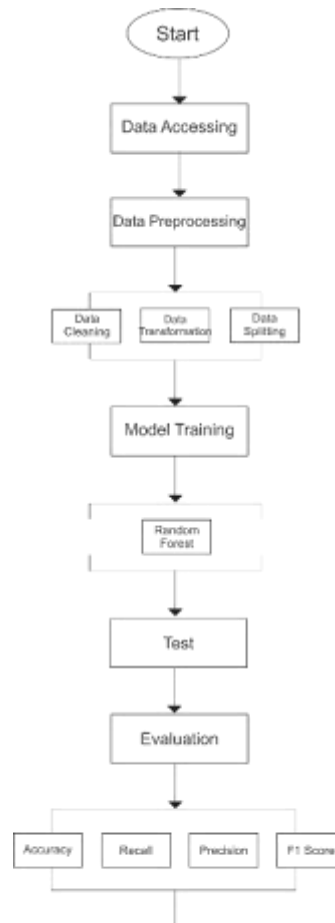 Start
Data Accessing
Data Preprocessing
Data Data Data
Cleaning Transformation Splitting
Model Training
Random
Forest
Test
Evaluation
Accuracy Recall Precision F1 Score